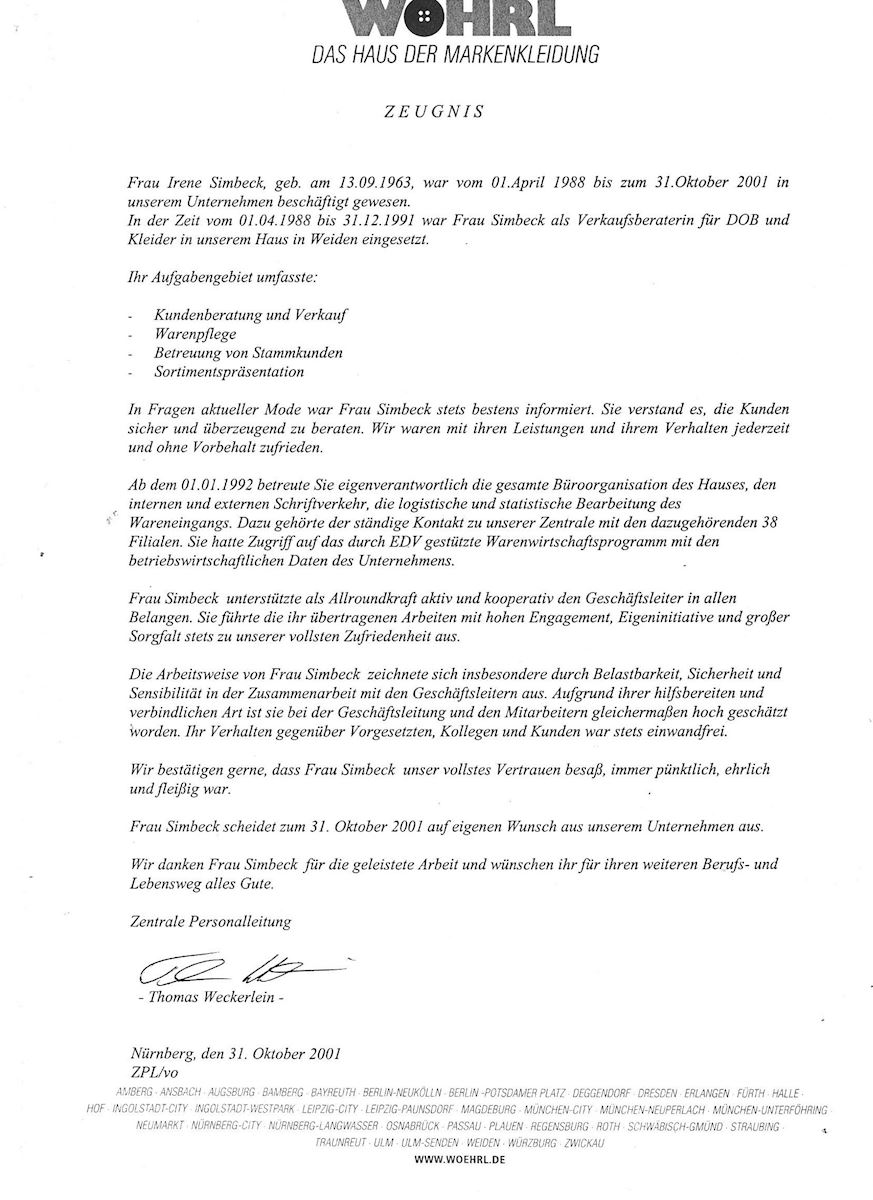 WÖHRL
DAS HAUS DER MARKENKLEIDUNG
ZEUGNIS
Frau Irene Simbeck, geb. am 13.09.1963, war vom 01.April 1988 bis zum 31.Oktober 2001 in
unserem Unternehmen beschäftigt gewesen.
In der Zeit vom 01.04.1988 bis 31.12.1991 war Frau Simbeck als Verkaufsberaterin für DOB und
Kleider in unserem Haus in Weiden eingesetzt.
Ihr Aufgabengebiet umfasste:
- Kundenberatung und Verkauf
- Warenpflege
- Betreuung von Stammkunden
- Sortimentspräsentation
In Fragen aktueller Mode war Frau Simbeck stets bestens informiert. Sie verstand es, die Kunden
sicher und überzeugend zu beraten. Wir waren mit ihren Leistungen und ihrem Verhalten jederzeit
und ohne Vorbehalt zufrieden.
Ab dem 01.01.1992 betreute Sie eigenverantwortlich die gesamte Büroorganisation des Hauses, den
internen und externen Schriftverkehr, die logistische und statistische Bearbeitung des
Wareneingangs. Dazu gehörte der ständige Kontakt zu unserer Zentrale mit den dazugehörenden 38
Filialen. Sie hatte Zugriff auf das durch EDV gestützte Warenwirtschaftsprogramm mit den
betriebswirtschaftlichen Daten des Unternehmens.
Frau Simbeck unterstützte als Allroundkraft aktiv und kooperativ den Geschäftsleiter in allen
Belangen. Sie führte die ihr übertragenen Arbeiten mit hohen Engagement, Eigeninitiative und großer
Sorgfalt stets zu unserer vollsten Zufriedenheit aus.
Die Arbeitsweise von Frau Simbeck zeichnete sich insbesondere durch Belastbarkeit, Sicherheit und
Sensibilität in der Zusammenarbeit mit den Geschäftsleitern aus. Aufgrund ihrer hilfsbereiten und
verbindlichen Art ist sie bei der Geschäftsleitung und den Mitarbeitern gleichermaßen hoch geschätzt
worden. Ihr Verhalten gegenüber Vorgesetzten, Kollegen und Kunden war stets einwandfrei.
Wir bestätigen gerne, dass Frau Simbeck unser vollstes Vertrauen besaß, immer pünktlich, ehrlich
und fleißig war.
Frau Simbeck scheidet zum 31. Oktober 2001 auf eigenen Wunsch aus unserem Unternehmen aus.
Wir danken Frau Simbeck für die geleistete Arbeit und wünschen ihr für ihren weiteren Berufs- und
Lebensweg alles Gute.
Zentrale Personalleitung
- Thomas Weckerlein -
Nürnberg, den 31. Oktober 2001
ZPL/vo
AMBERG · ANSBACH · AUGSBURG · BAMBERG · BAYREUTH · BERLIN-NEUKÖLLN · BERLIN -POTSDAMER PLATZ · DEGGENDORF · DRESDEN · ERLANGEN · FÜRTH · HALLE ·
HOF · INGOLSTADT-CITY · INGOLSTADT-WESTPARK · LEIPZIG-CITY · LEIPZIG-PAUNSDORF · MAGDEBURG · MÜNCHEN-CITY · MÜNCHEN-NEUPERLACH · MÜNCHEN-UNTERFÖHRING ·
NEUMARKT · NÜRNBERG-CITY · NÜRNBERG-LANGWASSER · OSNABRÜCK · PASSAU · PLAUEN · REGENSBURG · ROTH · SCHWÄBISCH-GMÜND · STRAUBING ·
TRAUNREUT · ULM · ULM-SENDEN · WEIDEN · WÜRZBURG · ZWICKAU
WWW.WOEHRL.DE